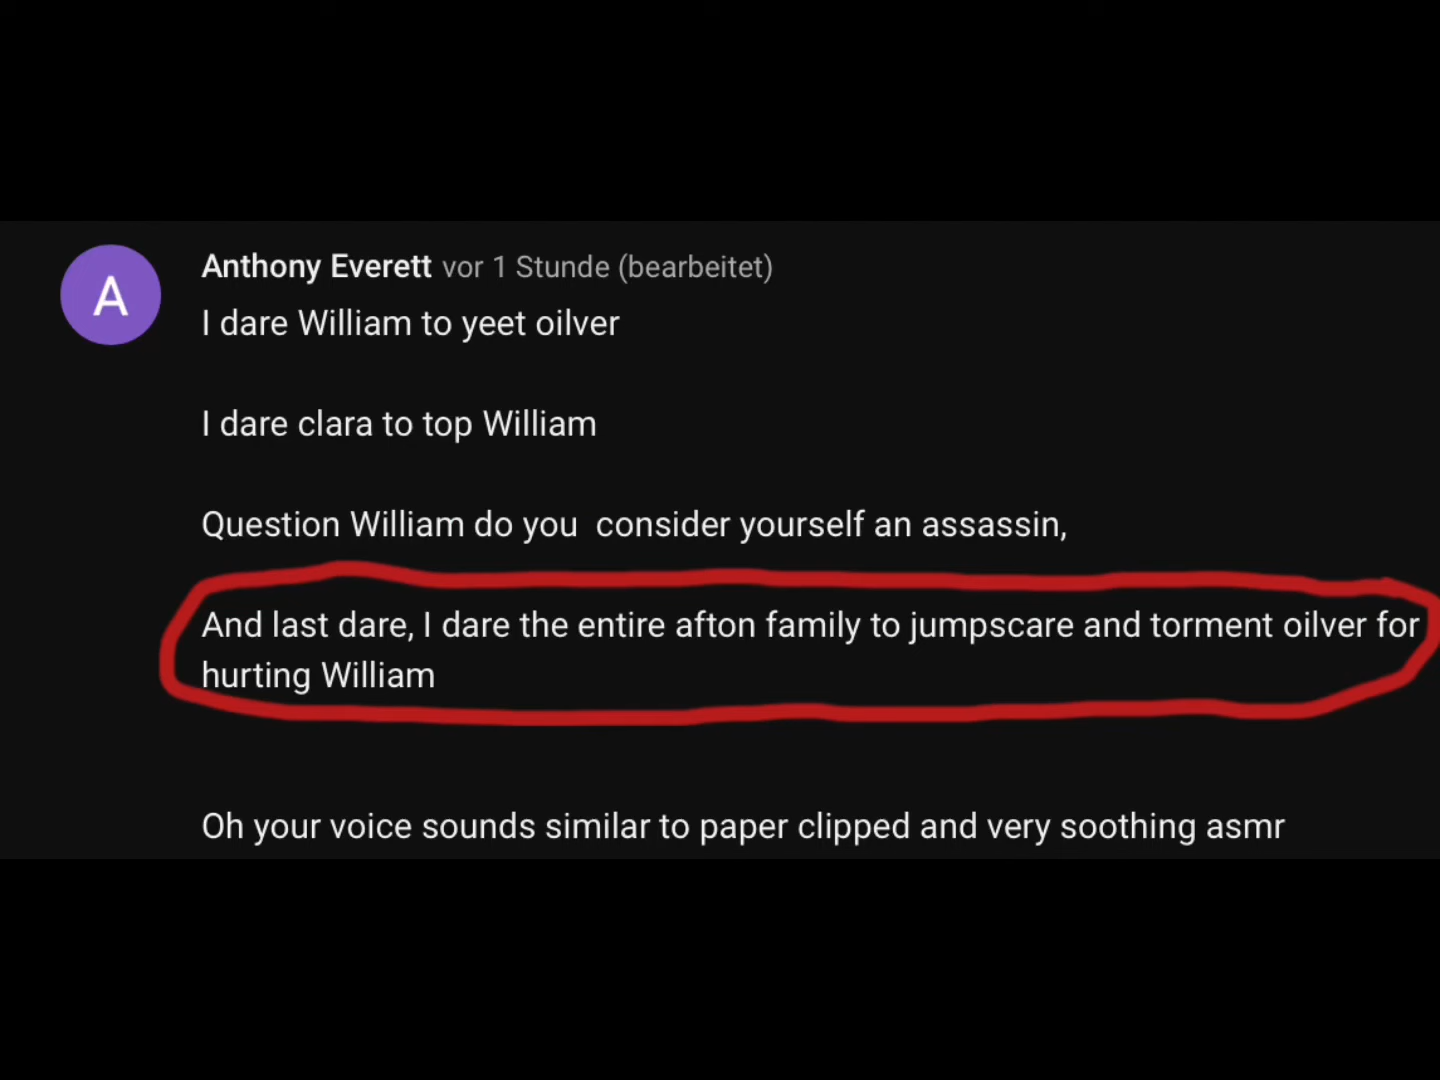 A
Anthony Everett vor 1 Stunde (bearbeitet)
I dare William to yeet oilver
I dare clara to top William
Question William do you  consider yourself an assassin,
And last dare, I dare the entire afton family to jumpscare and torment oilver for
hurting William
Oh your voice sounds similar to paper clipped and very soothing asmr